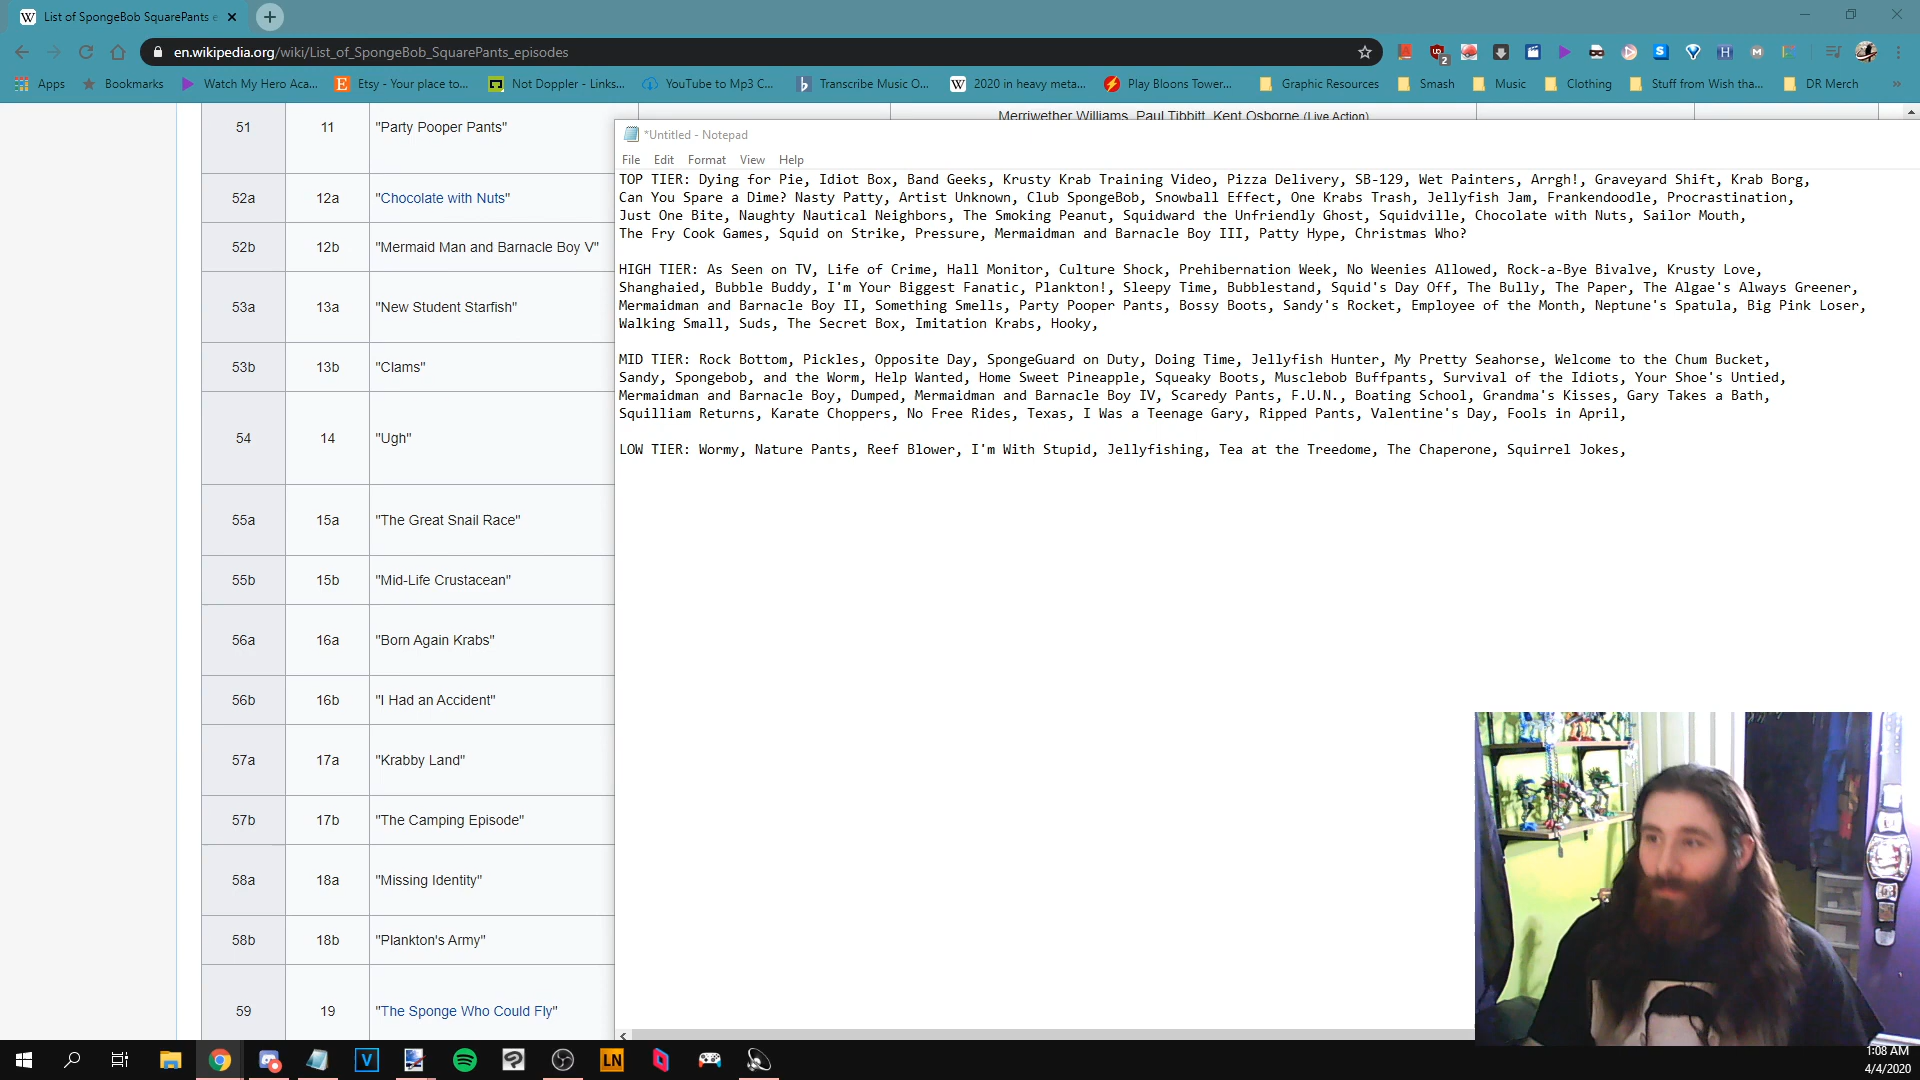 List of SpongeBob SquarePants e
en.wikipedia.org/wiki/List_of_SpongeBob_SquarePants_episodes
2
Apps Bookmarks Watch My Hero Aca... Etsy - Your place to... Not Doppler - Links... YouTube to Mp3 C... Transcribe Music O... 2020 in heavy meta... Play Bloons Tower... Graphic Resources Smash Music Clothing Stuff from Wish tha... DR Merch »
Merriwether Williams, Paul Tibbitt, Kent Osborne (Live Action)
51 11 "Party Pooper Pants"
52a 12a "Chocolate with Nuts"
52b 12b "Mermaid Man and Barnacle Boy V"
53a 13a "New Student Starfish"
53b 13b "Clams"
54 14 "Ugh"
55a 15a "The Great Snail Race"
55b 15b "Mid-Life Crustacean"
56a 16a "Born Again Krabs"
56b 16b "I Had an Accident"
57a 17a "Krabby Land"
57b 17b "The Camping Episode"
58a 18a "Missing Identity"
58b 18b "Plankton's Army"
59 19 "The Sponge Who Could Fly"
*Untitled - Notepad
File Edit Format View Help
TOP TIER: Dying for Pie, Idiot Box, Band Geeks, Krusty Krab Training Video, Pizza Delivery, SB-129, Wet Painters, Arrgh!, Graveyard Shift, Krab Borg,
Can You Spare a Dime? Nasty Patty, Artist Unknown, Club SpongeBob, Snowball Effect, One Krabs Trash, Jellyfish Jam, Frankendoodle, Procrastination,
Just One Bite, Naughty Nautical Neighbors, The Smoking Peanut, Squidward the Unfriendly Ghost, Squidville, Chocolate with Nuts, Sailor Mouth,
The Fry Cook Games, Squid on Strike, Pressure, Mermaidman and Barnacle Boy III, Patty Hype, Christmas Who?
HIGH TIER: As Seen on TV, Life of Crime, Hall Monitor, Culture Shock, Prehibernation Week, No Weenies Allowed, Rock-a-Bye Bivalve, Krusty Love,
Shanghaied, Bubble Buddy, I'm Your Biggest Fanatic, Plankton!, Sleepy Time, Bubblestand, Squid's Day Off, The Bully, The Paper, The Algae's Always Greener,
Mermaidman and Barnacle Boy II, Something Smells, Party Pooper Pants, Bossy Boots, Sandy's Rocket, Employee of the Month, Neptune's Spatula, Big Pink Loser,
Walking Small, Suds, The Secret Box, Imitation Krabs, Hooky,
MID TIER: Rock Bottom, Pickles, Opposite Day, SpongeGuard on Duty, Doing Time, Jellyfish Hunter, My Pretty Seahorse, Welcome to the Chum Bucket,
Sandy, Spongebob, and the Worm, Help Wanted, Home Sweet Pineapple, Squeaky Boots, Musclebob Buffpants, Survival of the Idiots, Your Shoe's Untied,
Mermaidman and Barnacle Boy, Dumped, Mermaidman and Barnacle Boy IV, Scaredy Pants, F.U.N., Boating School, Grandma's Kisses, Gary Takes a Bath,
Squilliam Returns, Karate Choppers, No Free Rides, Texas, I Was a Teenage Gary, Ripped Pants, Valentine's Day, Fools in April,
LOW TIER: Wormy, Nature Pants, Reef Blower, I'm With Stupid, Jellyfishing, Tea at the Treedome, The Chaperone, Squirrel Jokes,
LN
1:08 AM
4/4/2020